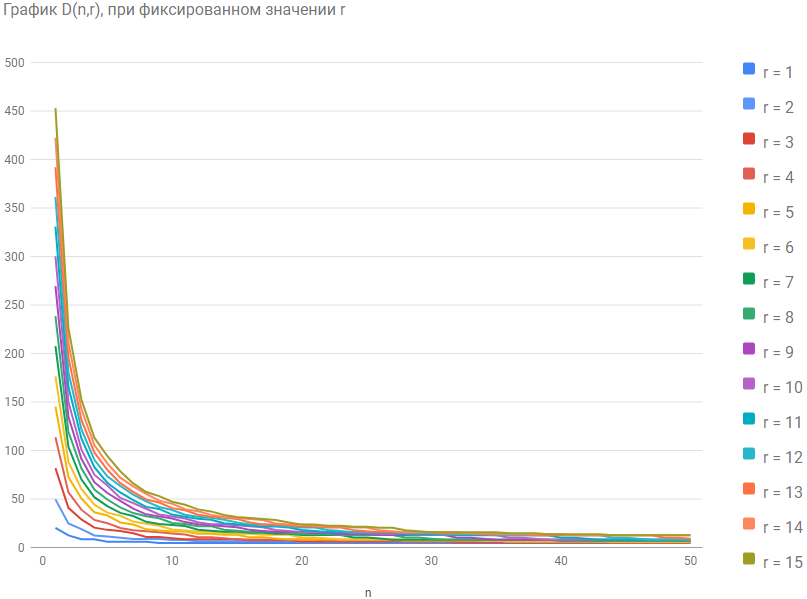 График D(n,r), при фиксированном значении r
500
450
400
350
300
250
200
150
100
50
0
0 10 20 30 40 50
n
r = 1
r = 2
r = 3
r = 4
r = 5
r = 6
r = 7
r = 8
r = 9
r = 10
r = 11
r = 12
r = 13
r = 14
r = 15